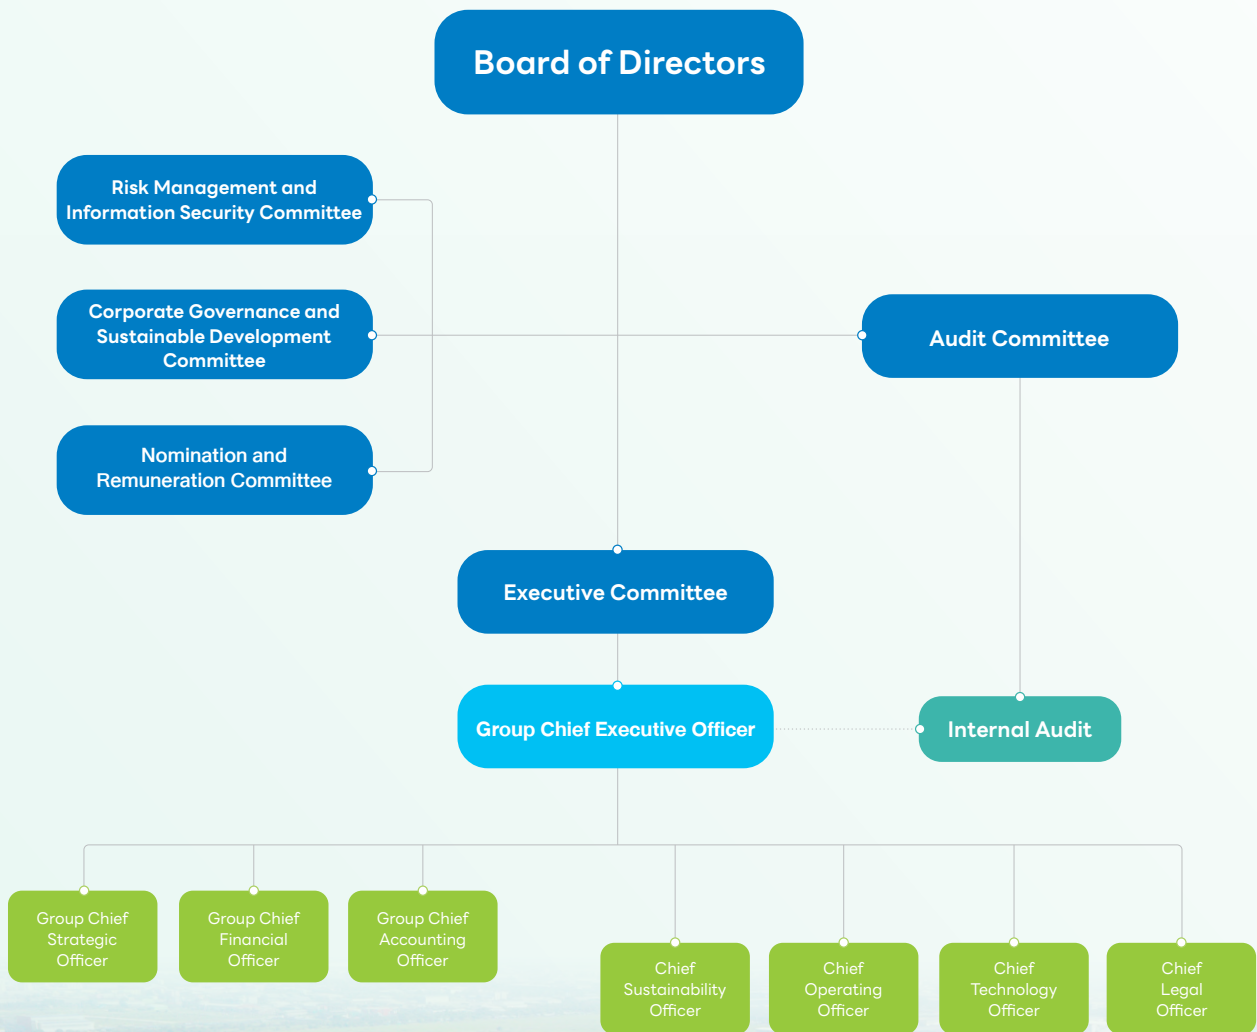 Board of Directors
Risk Management and
Information Security Committee
Corporate Governance and
Sustainable Development
Committee
Audit Committee
Nomination and
Remuneration Committee
Executive Committee
Group Chief Executive Officer
Internal Audit
Group Chief
Strategic
Officer
Group Chief
Financial
Officer
Group Chief
Accounting
Officer
Chief
Sustainability
Officer
Chief
Operating
Officer
Chief
Technology
Officer
Chief
Legal
Officer